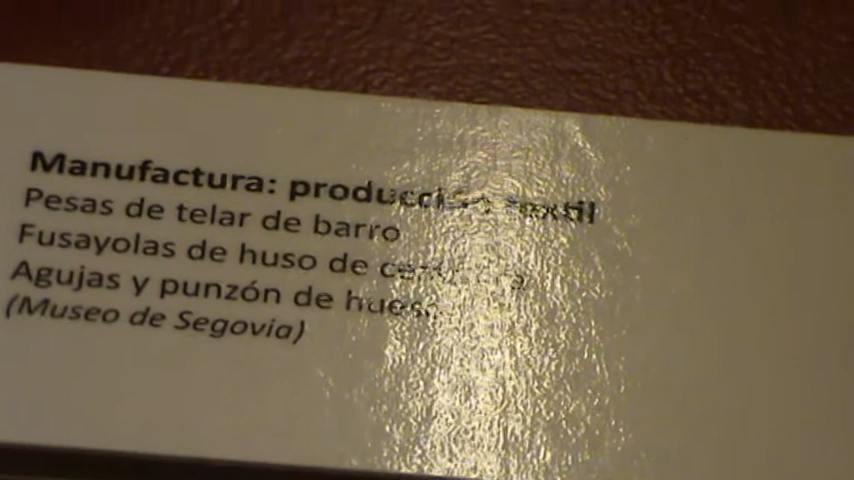 Manufactura: producción textil
Pesas de telar de barro
Fusayolas de huso de cerámica
Agujas y punzón de hueso
(Museo de Segovia)